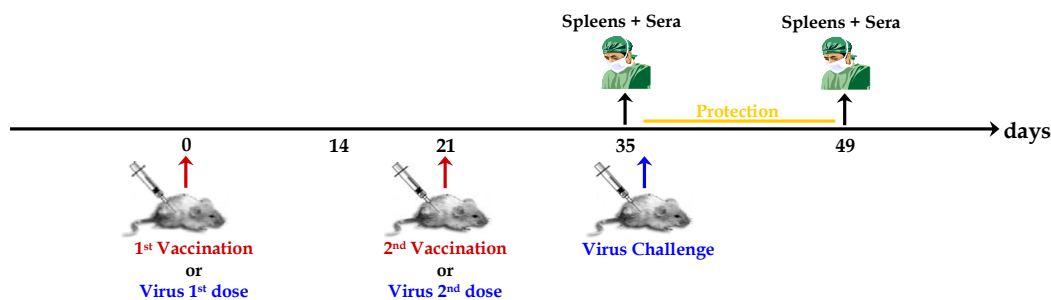 Spleens + Sera Spleens + Sera
Protection
days
0 14 21 35 49
1st Vaccination 2nd Vaccination Virus Challenge
or or
Virus 1st dose Virus 2nd dose